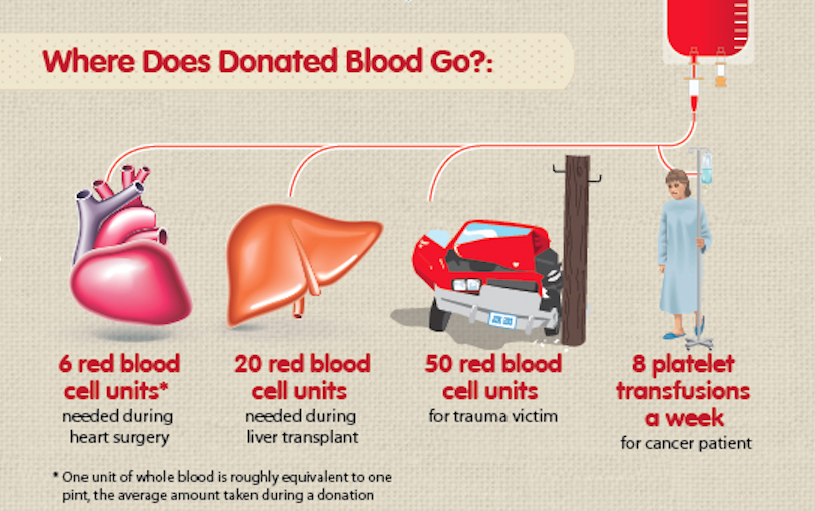 Where Does Donated Blood Go?:
6 red blood
cell units*
needed during
heart surgery
20 red blood
cell units
needed during
liver transplant
50 red blood
cell units
for trauma victim
8 platelet
transfusions
a week
for cancer patient
* One unit of whole blood is roughly equivalent to one
pint, the average amount taken during a donation